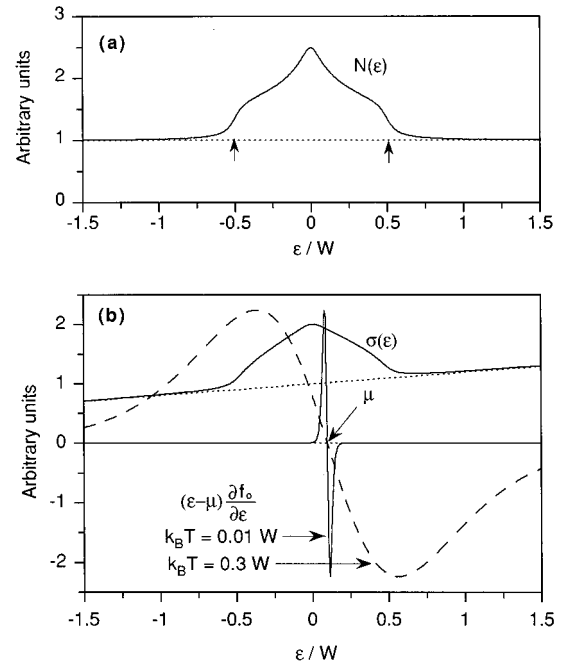 3
(a)
N(ε)
2
Arbitrary units
1
0
-1.5 -1 -0.5 0 0.5 1 1.5
ε / W
(b)
2
σ(ε)
1
μ
Arbitrary units
0
(ε−μ) ∂f₀/∂ε
-1
k_B T = 0.01 W
k_B T = 0.3 W
-2
-1.5 -1 -0.5 0 0.5 1 1.5
ε / W